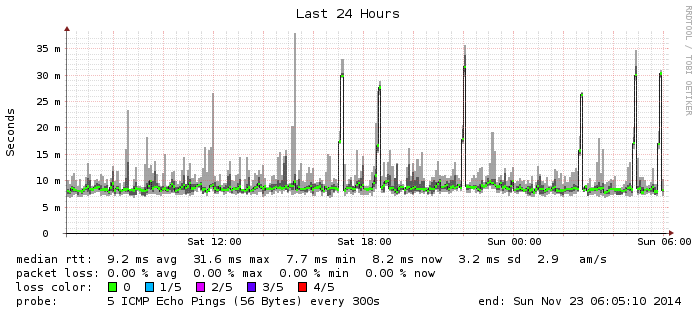 Last 24 Hours
RRDTOOL / TOBI OETIKER
Seconds
35 m
30 m
25 m
20 m
15 m
10 m
5 m
0
Sat 12:00 Sat 18:00 Sun 00:00 Sun 06:00
median rtt: 9.2 ms avg 31.6 ms max 7.7 ms min 8.2 ms now 3.2 ms sd 2.9 am/s
packet loss: 0.00 % avg 0.00 % max 0.00 % min 0.00 % now
loss color: 0 1/5 2/5 3/5 4/5
probe: 5 ICMP Echo Pings (56 Bytes) every 300s end: Sun Nov 23 06:05:10 2014